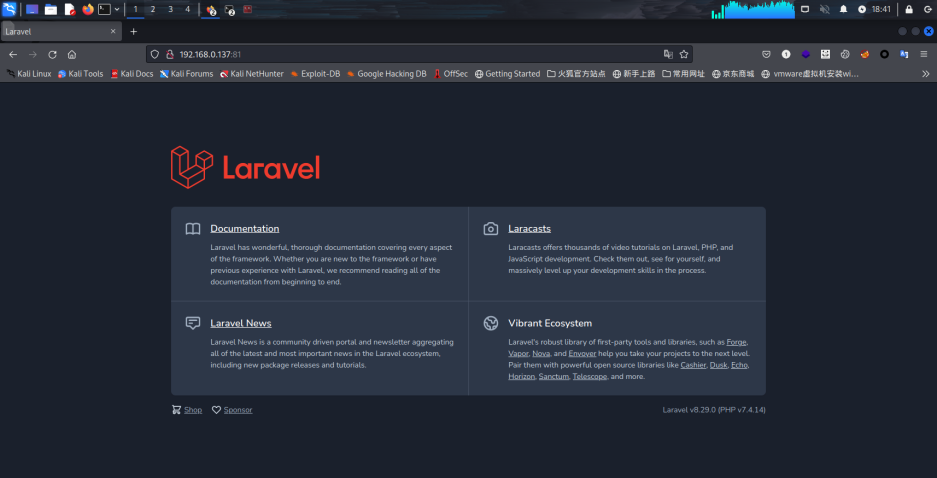 1 2 3 4
2
2
18:41
Laravel
192.168.0.137:81
Kali Linux Kali Tools Kali Docs Kali Forums Kali NetHunter Exploit-DB Google Hacking DB OffSec Getting Started 火狐官方站点 新手上路 常用网址 京东商城 vmware虚拟机安装wi...
Laravel
Documentation
Laravel has wonderful, thorough documentation covering every aspect
of the framework. Whether you are new to the framework or have
previous experience with Laravel, we recommend reading all of the
documentation from beginning to end.
Laracasts
Laracasts offers thousands of video tutorials on Laravel, PHP, and
JavaScript development. Check them out, see for yourself, and
massively level up your development skills in the process.
Laravel News
Laravel News is a community driven portal and newsletter aggregating
all of the latest and most important news in the Laravel ecosystem,
including new package releases and tutorials.
Vibrant Ecosystem
Laravel's robust library of first-party tools and libraries, such as Forge,
Vapor, Nova, and Envoyer help you take your projects to the next level.
Pair them with powerful open source libraries like Cashier, Dusk, Echo,
Horizon, Sanctum, Telescope, and more.
Shop Sponsor
Laravel v8.29.0 (PHP v7.4.14)